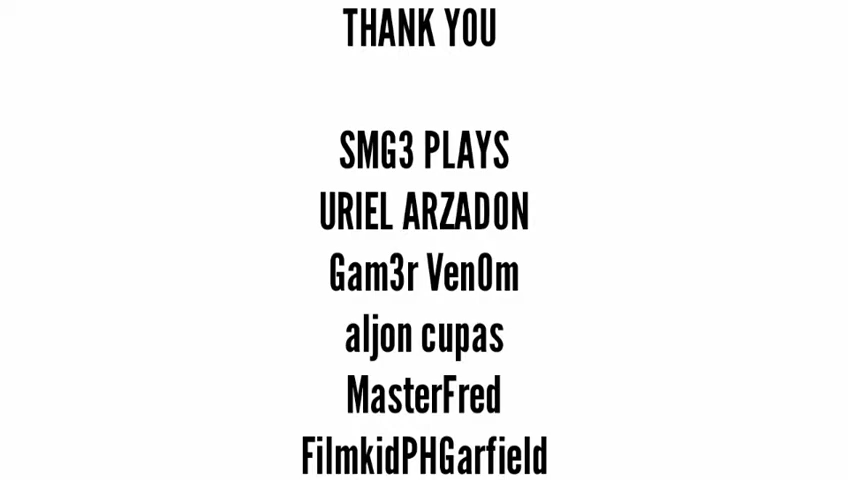 THANK YOU
SMG3 PLAYS
URIEL ARZADON
Gam3r Ven0m
aljon cupas
MasterFred
FilmkidPHGarfield